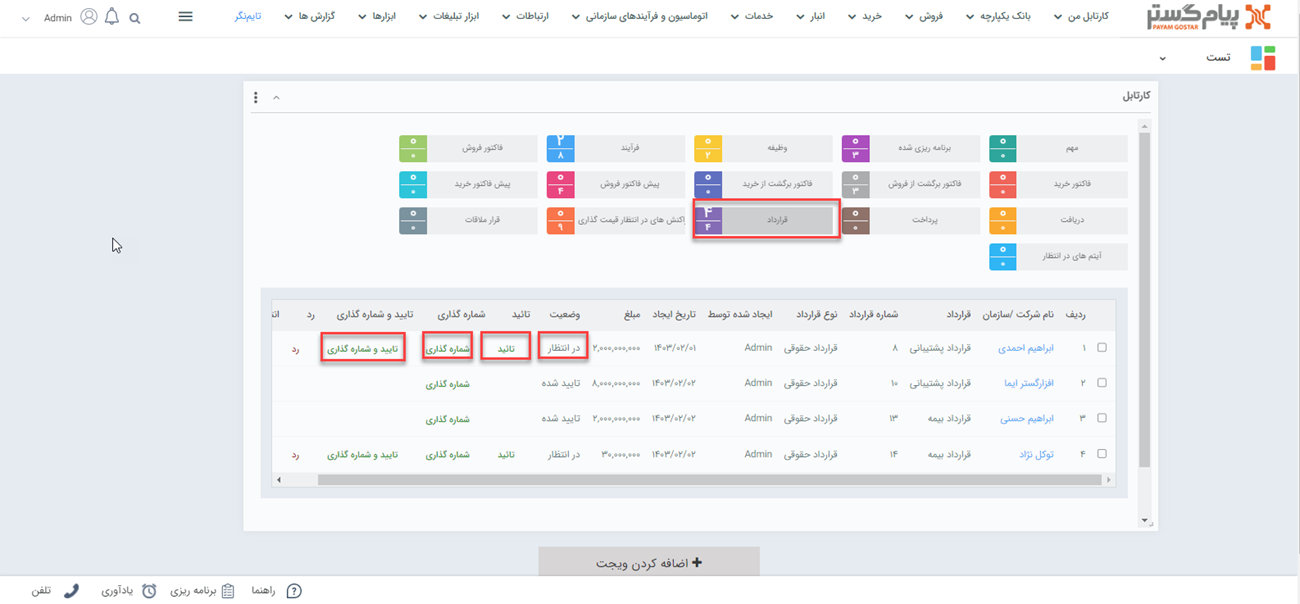 پیام گستر
PAYAM GOSTAR
کارتابل من بانک یکپارچه فروش خرید انبار خدمات اتوماسیون و فرآیندهای سازمانی ارتباطات ابزار تبلیغات ابزارها گزارش ها تایم‌نگر Admin
تست
کارتابل
مهم ۰ ۰ برنامه ریزی شده ۰ ۳ وظیفه ۰ ۲ فرآیند ۲ ۸ فاکتور فروش ۰ ۰
فاکتور خرید ۰ ۰ فاکتور برگشت از فروش ۰ ۳ فاکتور برگشت از خرید ۰ ۰ پیش فاکتور فروش ۰ ۴ پیش فاکتور خرید ۰ ۰
دریافت ۰ ۰ پرداخت ۰ ۰ قرارداد ۴ ۴ اکنش های در انتظار قیمت گذاری ۰ ۹ قرار ملاقات ۰ ۰
آیتم های در انتظار ۰ ۰
ردیف نام شرکت /سازمان قرارداد شماره قرارداد نوع قرارداد ایجاد شده توسط تاریخ ایجاد مبلغ وضعیت تائید شماره گذاری تایید و شماره گذاری رد
۱ ابراهیم احمدی قرارداد پشتیبانی ۸ قرارداد حقوقی Admin ۱۴۰۳/۰۲/۰۱ ۲,۰۰۰,۰۰۰,۰۰۰ در انتظار تائید شماره گذاری تایید و شماره گذاری رد
۲ افزارگستر ایما قرارداد پشتیبانی ۱۰ قرارداد حقوقی Admin ۱۴۰۳/۰۲/۰۲ ۸,۰۰۰,۰۰۰,۰۰۰ تایید شده شماره گذاری
۳ ابراهیم حسنی قرارداد بیمه ۱۳ قرارداد حقوقی Admin ۱۴۰۳/۰۲/۰۲ ۲,۰۰۰,۰۰۰,۰۰۰ تایید شده شماره گذاری
۴ توکل نژاد قرارداد بیمه ۱۴ قرارداد حقوقی Admin ۱۴۰۳/۰۲/۰۲ ۳۰,۰۰۰,۰۰۰ در انتظار تائید شماره گذاری تایید و شماره گذاری رد
+ اضافه کردن ویجت
راهنما برنامه ریزی یادآوری تلفن